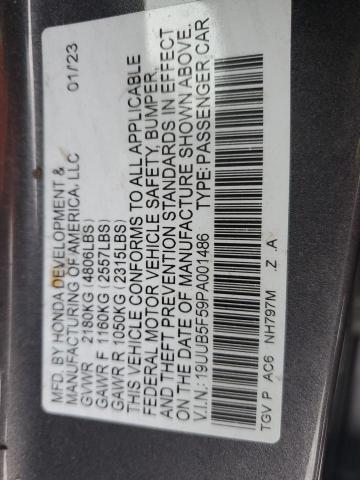 MFD. BY HONDA DEVELOPMENT &
MANUFACTURING OF AMERICA, LLC 01/23
GVWR 2180KG (4806LBS)
GAWR F 1160KG (2557LBS)
GAWR R 1050KG (2315LBS)
THIS VEHICLE CONFORMS TO ALL APPLICABLE
FEDERAL MOTOR VEHICLE SAFETY, BUMPER,
AND THEFT PREVENTION STANDARDS IN EFFECT
ON THE DATE OF MANUFACTURE SHOWN ABOVE.
V.I.N.: 19UUB5F59PA001486 TYPE: PASSENGER CAR
TGV P AC6 NH797M .Z .A